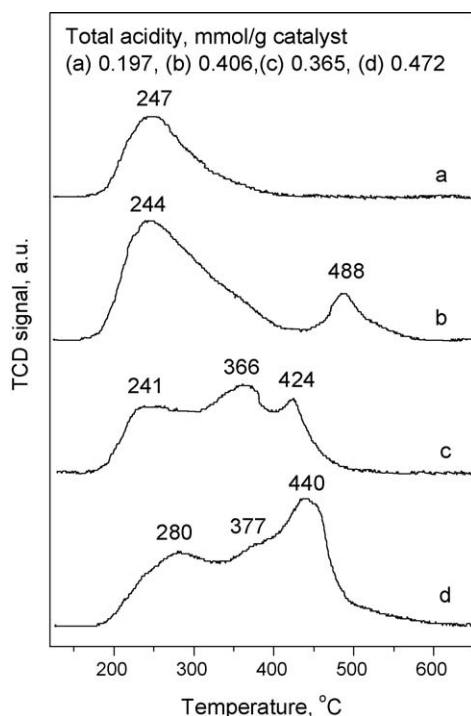 Total acidity, mmol/g catalyst
(a) 0.197, (b) 0.406,(c) 0.365, (d) 0.472
247
a
244
488
b
241
366
424
c
280
377
440
d
TCD signal, a.u.
200 300 400 500 600
Temperature, °C